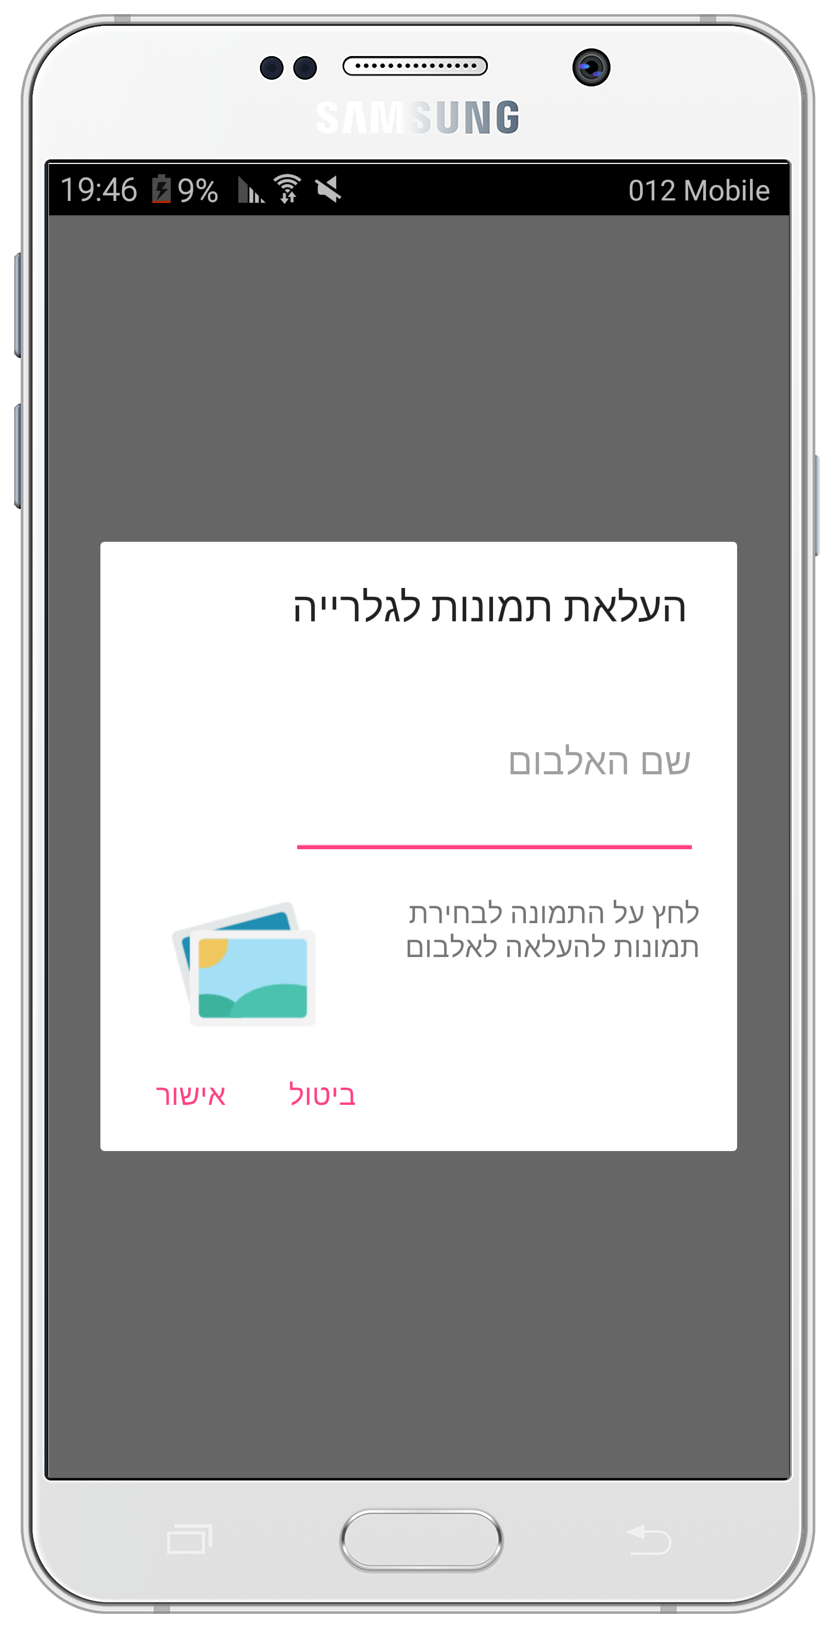 SAMSUNG
19:46 9% 012 Mobile
העלאת תמונות לגלרייה
שם האלבום
לחץ על התמונה לבחירת
תמונות להעלאה לאלבום
ביטול אישור